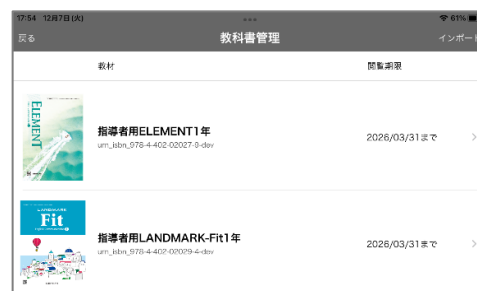 17:54 12月7日(火)
61%
戻る
教科書管理
インポート
教材
閲覧期限
ELEMENT
指導者用ELEMENT1年
urn_isbn_978-4-402-02027-0-dev
2026/03/31まで
LANDMARK
Fit
指導者用LANDMARK-Fit1年
urn_isbn_978-4-402-02029-4-dev
2026/03/31まで